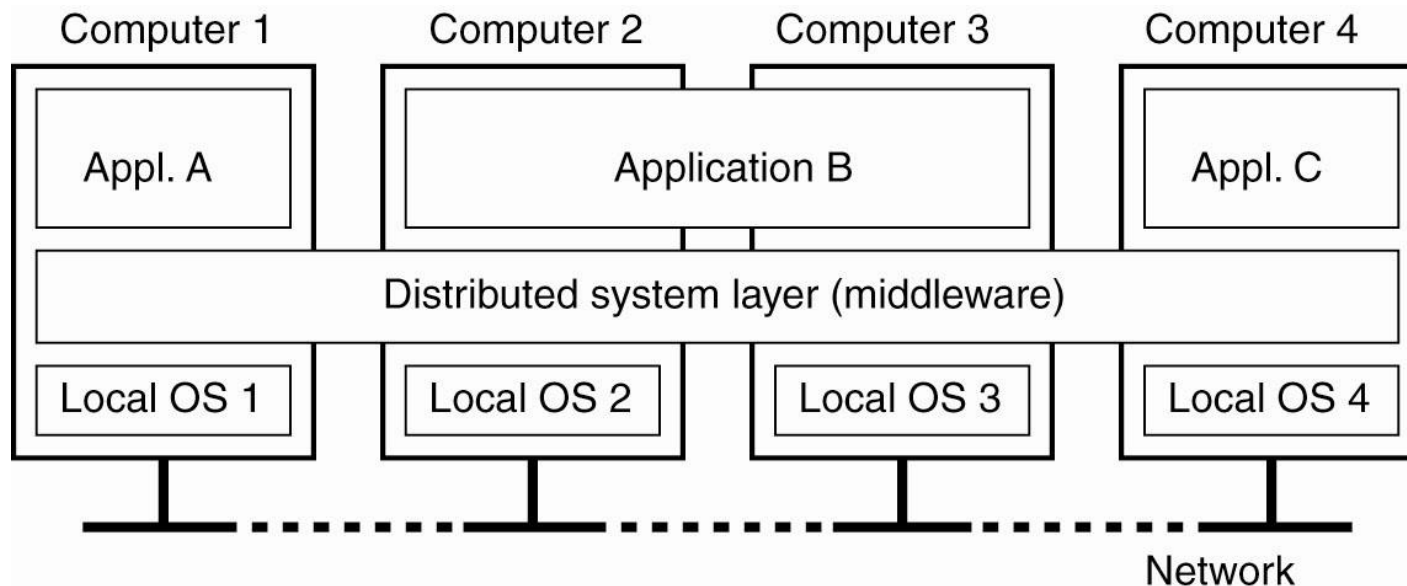 Computer 1
Computer 2
Computer 3
Computer 4
Appl. A
Application B
Appl. C
Distributed system layer (middleware)
Local OS 1
Local OS 2
Local OS 3
Local OS 4
Network